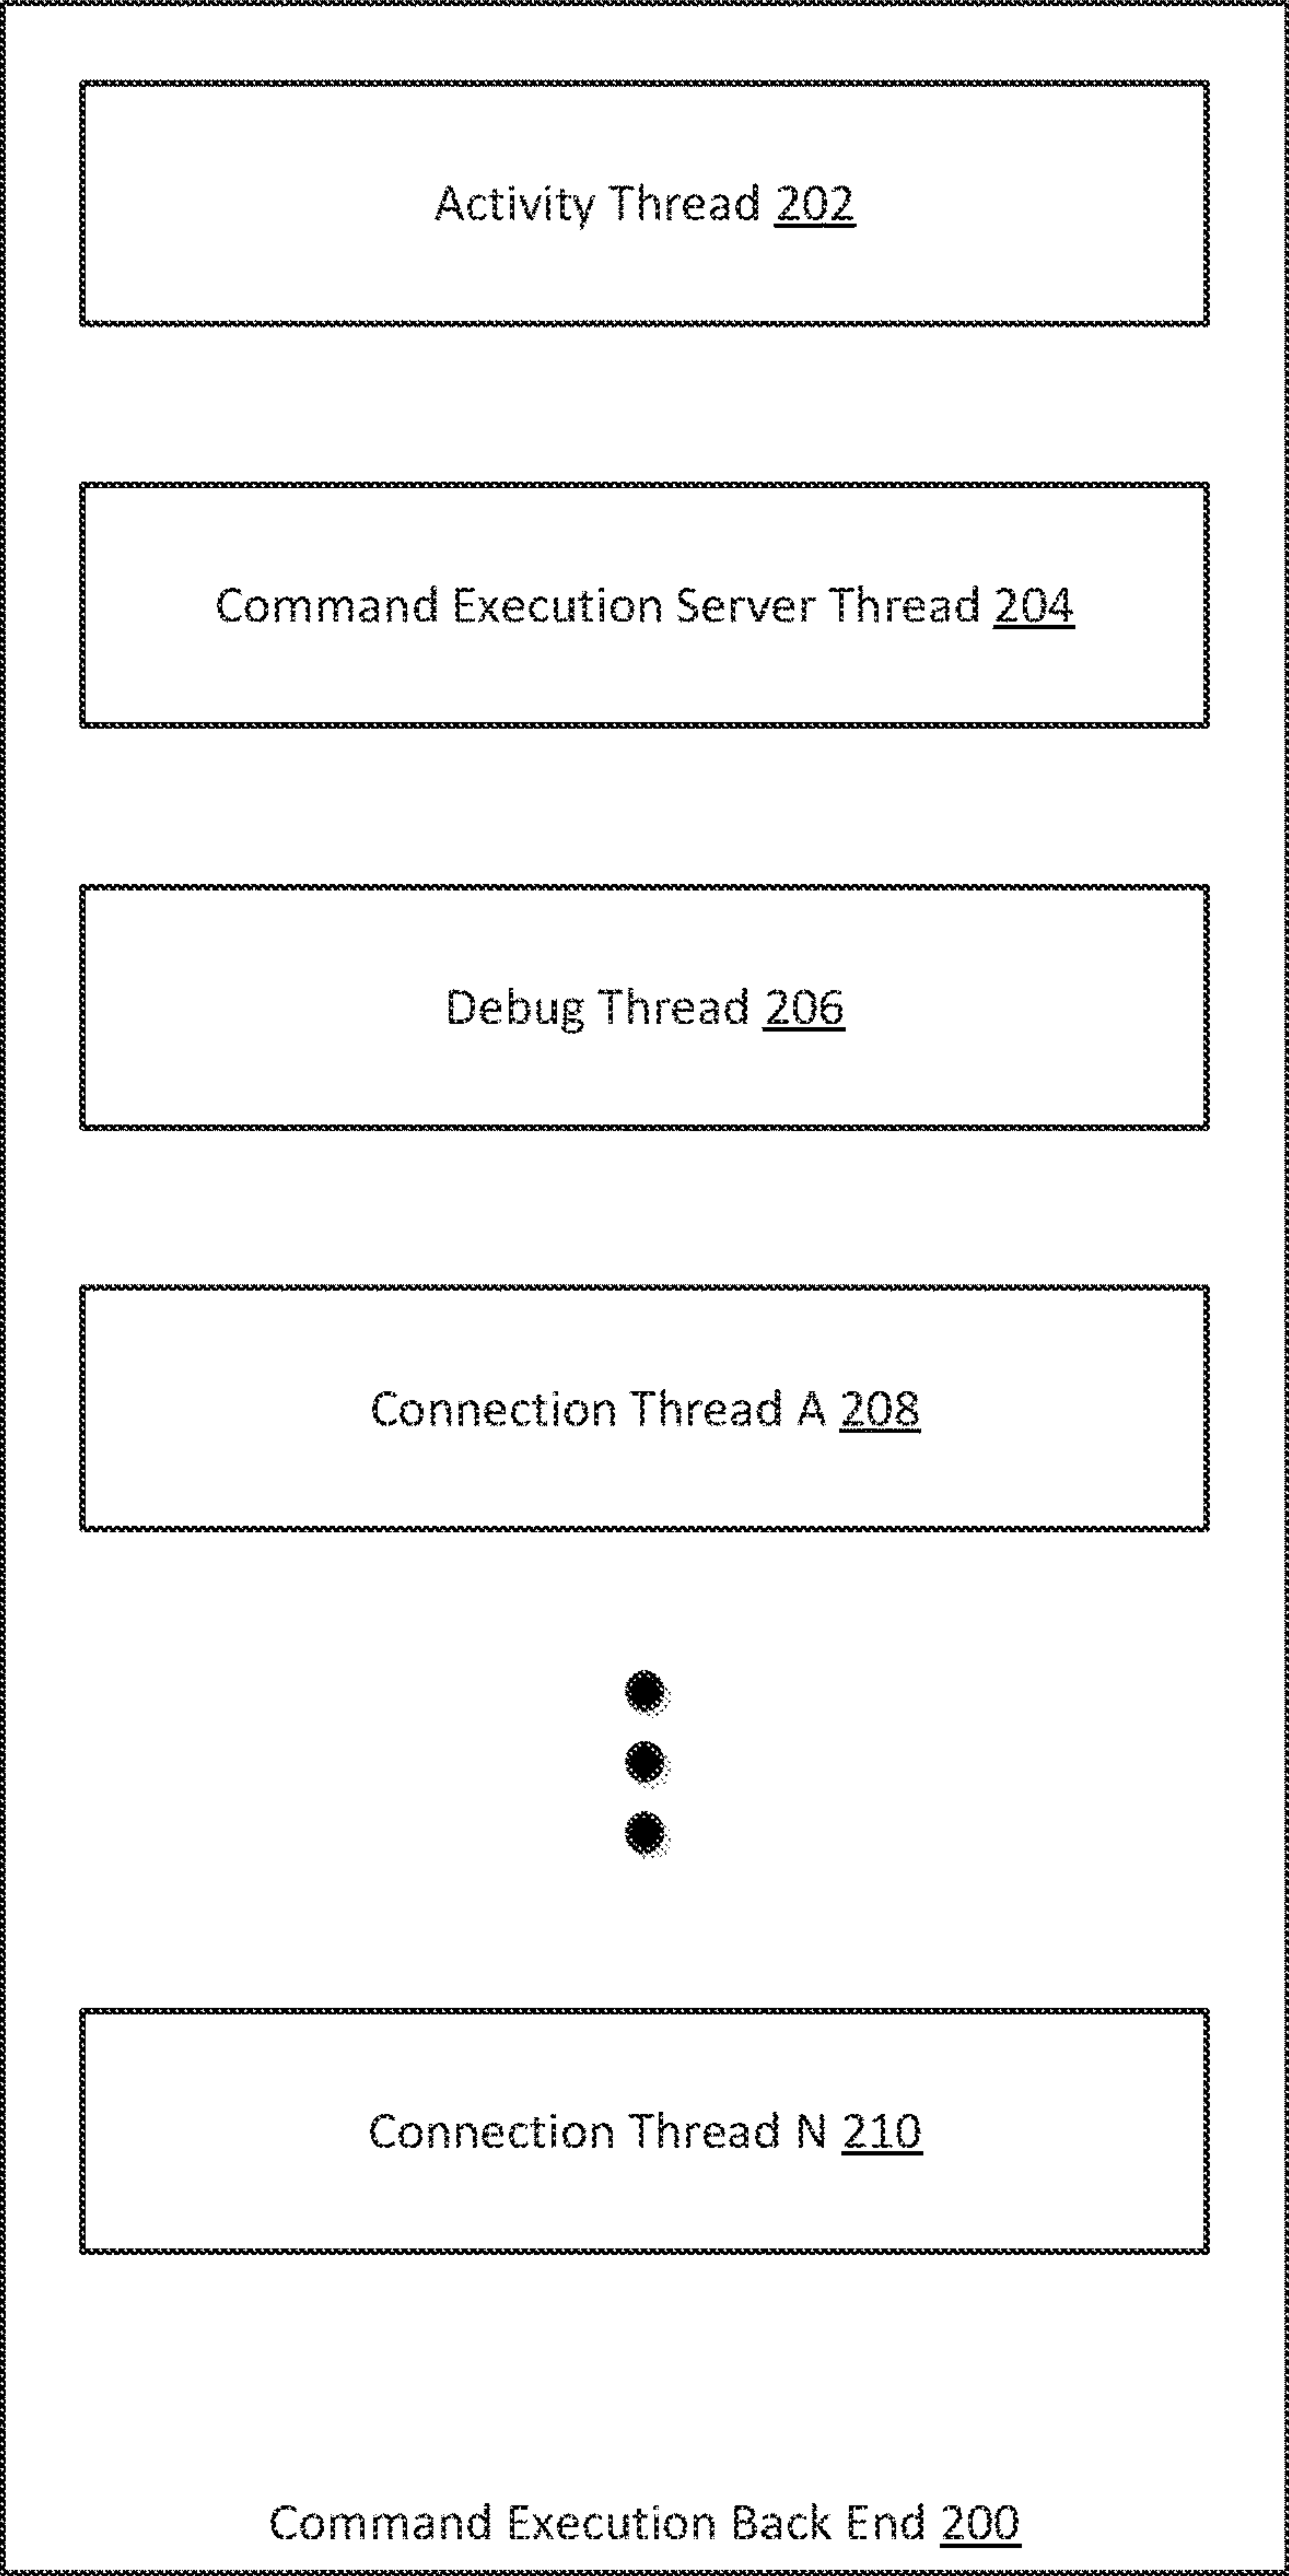 Activity Thread 202
Command Execution Server Thread 204
Debug Thread 206
Connection Thread A 208
Connection Thread N 210
Command Execution Back End 200